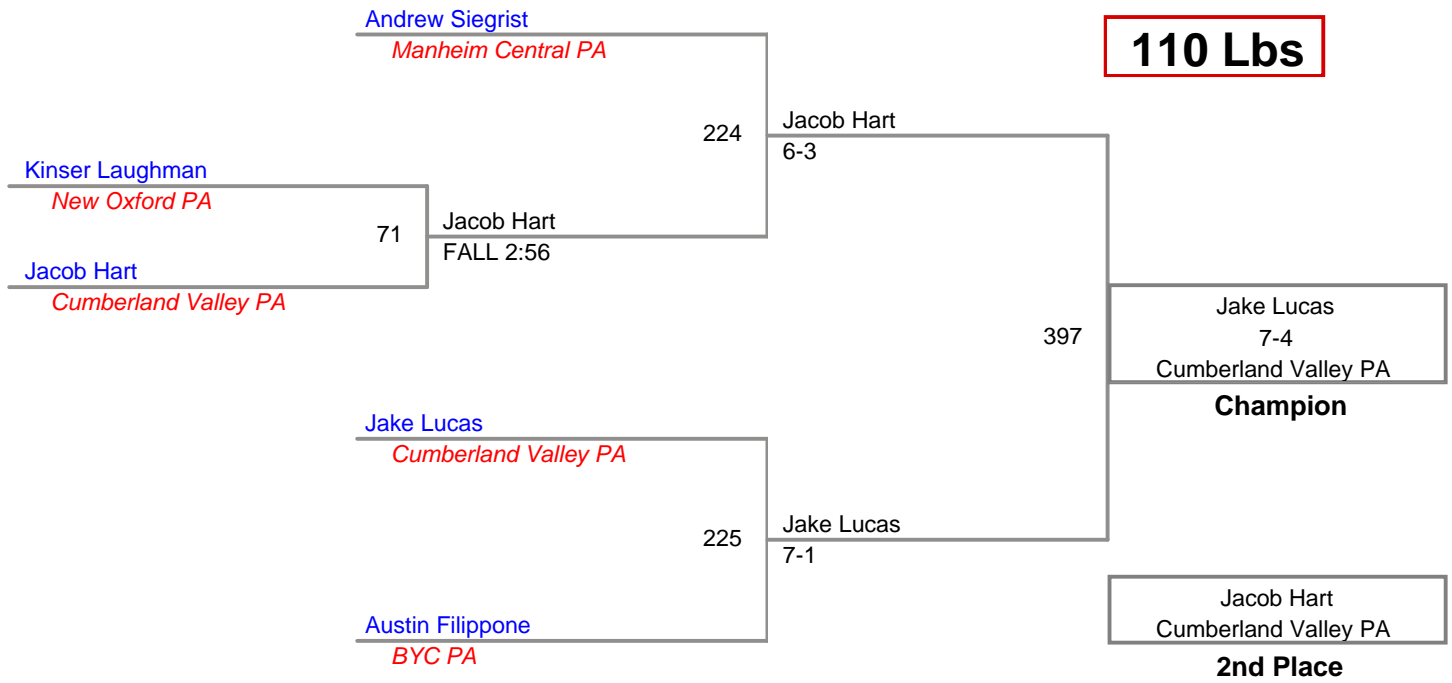 Andrew Siegrist
Manheim Central PA
110 Lbs
224
Jacob Hart
6-3
Kinser Laughman
New Oxford PA
71
Jacob Hart
FALL 2:56
Jacob Hart
Cumberland Valley PA
397
Jake Lucas
7-4
Cumberland Valley PA
Champion
Jake Lucas
Cumberland Valley PA
225
Jake Lucas
7-1
Austin Filippone
BYC PA
Jacob Hart
Cumberland Valley PA
2nd Place